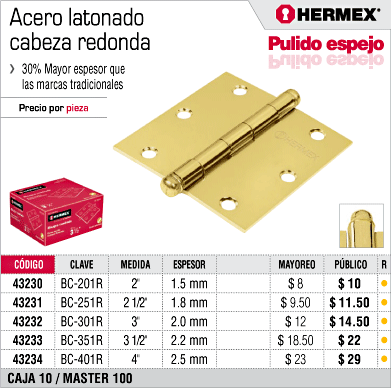 Acero latonado
cabeza redonda
HERMEX®
Pulido espejo
30% Mayor espesor que
las marcas tradicionales
Precio por pieza
HERMEX
HERMEX
3½"
CÓDIGO CLAVE MEDIDA ESPESOR MAYOREO PÚBLICO R
43230 BC-201R 2" 1.5 mm $ 8 $ 10
43231 BC-251R 2 1/2" 1.8 mm $ 9.50 $ 11.50
43232 BC-301R 3" 2.0 mm $ 12 $ 14.50
43233 BC-351R 3 1/2" 2.2 mm $ 18.50 $ 22
43234 BC-401R 4" 2.5 mm $ 23 $ 29
CAJA 10 / MASTER 100